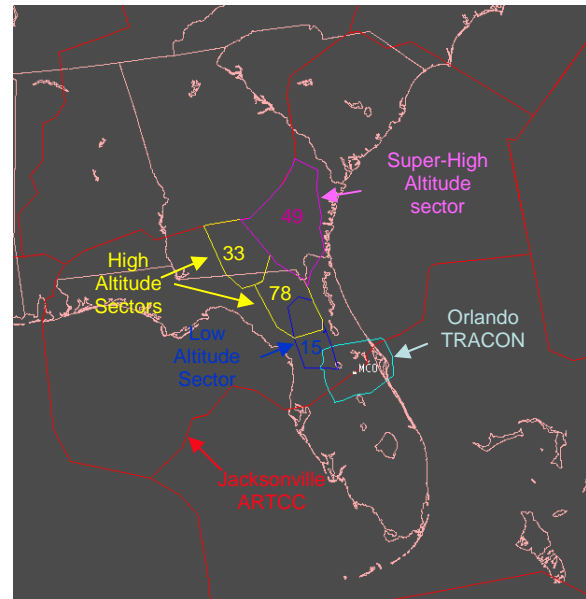 Super-High
Altitude
sector
49
33
High
Altitude
Sectors
78
Orlando
TRACON
Low
Altitude
Sector
15
MCO
Jacksonville
ARTCC